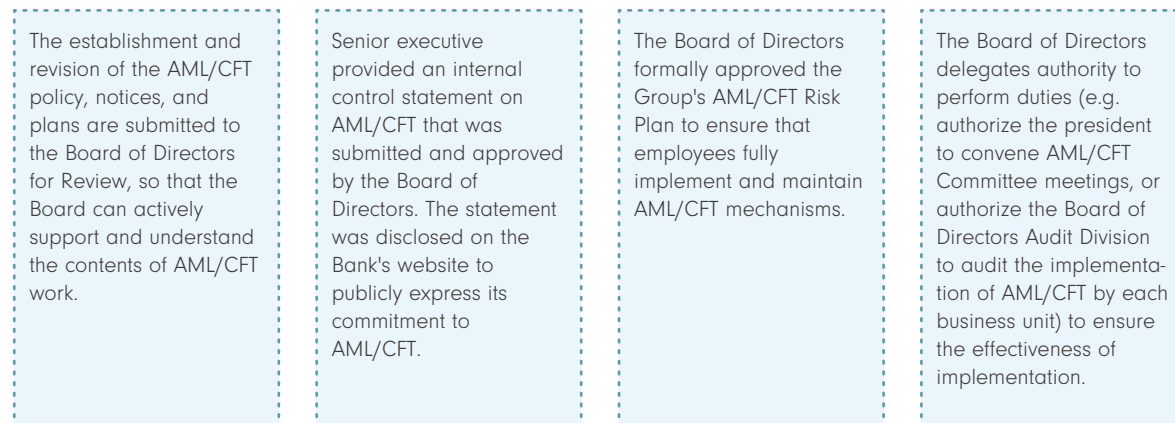 The establishment and
revision of the AML/CFT
policy, notices, and
plans are submitted to
the Board of Directors
for Review, so that the
Board can actively
support and understand
the contents of AML/CFT
work.
Senior executive
provided an internal
control statement on
AML/CFT that was
submitted and approved
by the Board of
Directors. The statement
was disclosed on the
Bank's website to
publicly express its
commitment to
AML/CFT.
The Board of Directors
formally approved the
Group's AML/CFT Risk
Plan to ensure that
employees fully
implement and maintain
AML/CFT mechanisms.
The Board of Directors
delegates authority to
perform duties (e.g.
authorize the president
to convene AML/CFT
Committee meetings, or
authorize the Board of
Directors Audit Division
to audit the implementa-
tion of AML/CFT by each
business unit) to ensure
the effectiveness of
implementation.